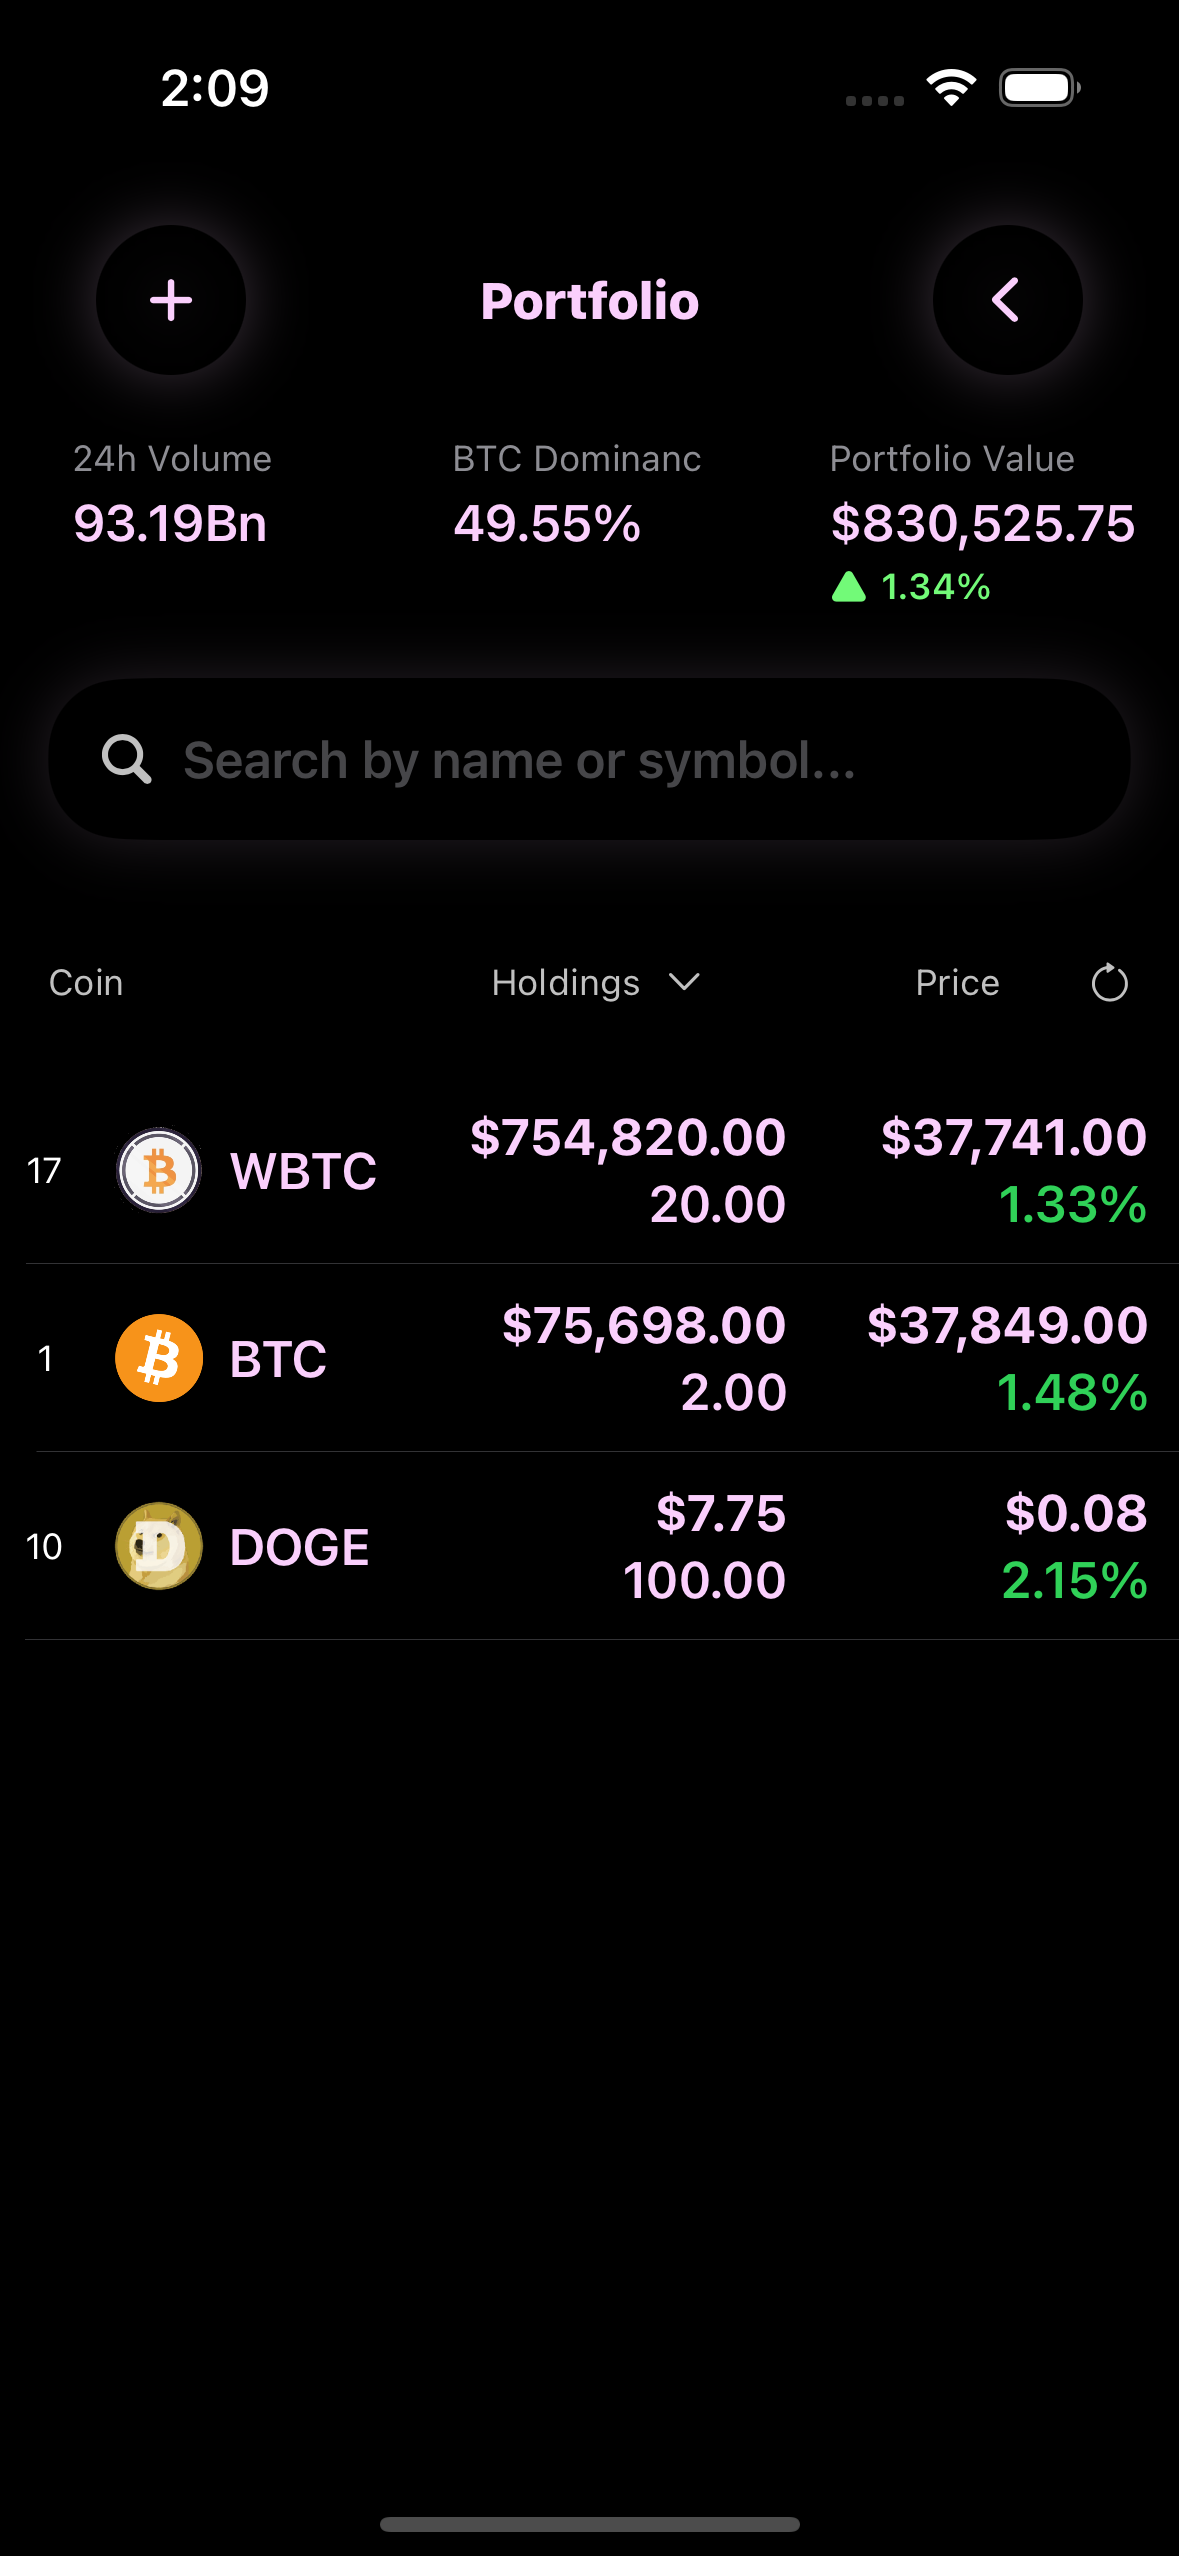 2:09
Portfolio
24h Volume BTC Dominanc Portfolio Value
93.19Bn 49.55% $830,525.75
1.34%
Search by name or symbol...
Coin Holdings Price
17 WBTC $754,820.00 $37,741.00
20.00 1.33%
1 BTC $75,698.00 $37,849.00
2.00 1.48%
10 DOGE $7.75 $0.08
100.00 2.15%